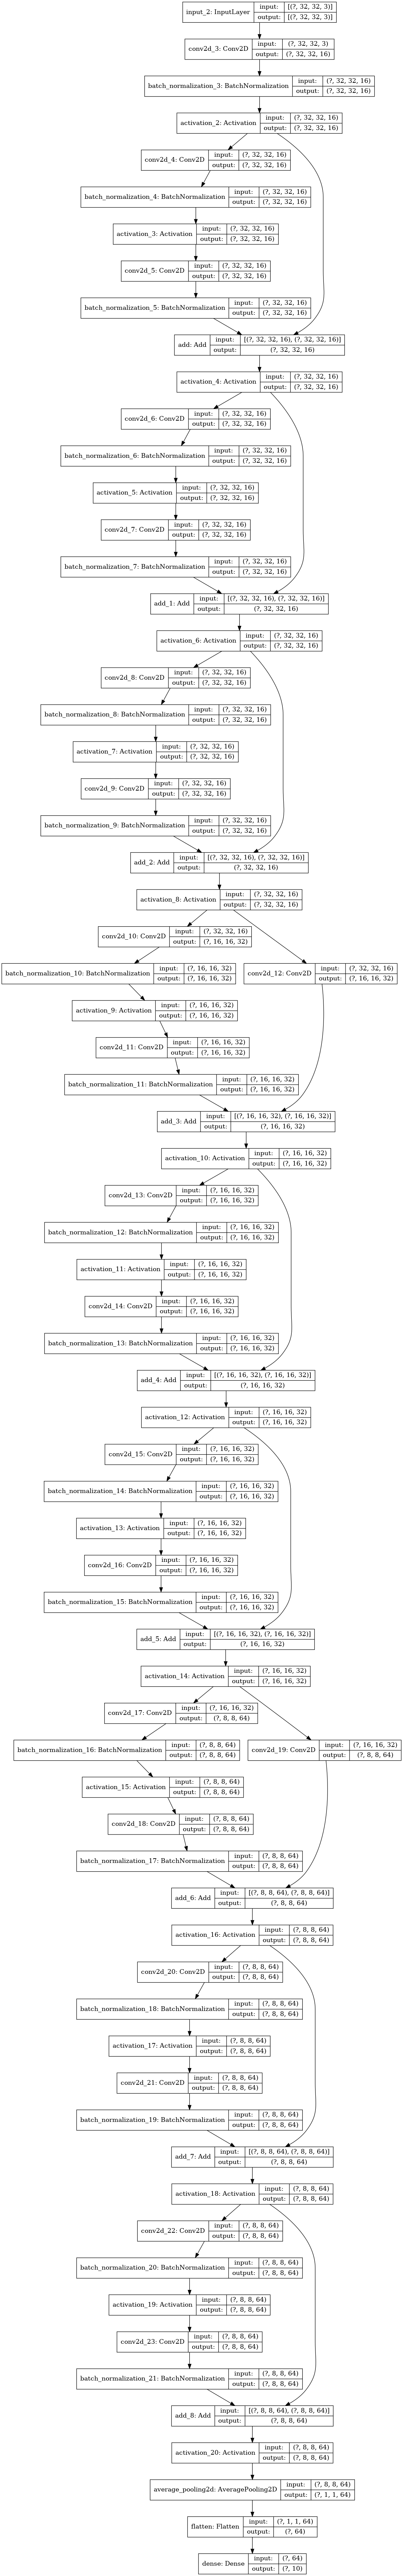 input_2: InputLayer
input: [(?, 32, 32, 3)]
output: [(?, 32, 32, 3)]
conv2d_3: Conv2D
input: (?, 32, 32, 3)
output: (?, 32, 32, 16)
batch_normalization_3: BatchNormalization
input: (?, 32, 32, 16)
output: (?, 32, 32, 16)
activation_2: Activation
input: (?, 32, 32, 16)
output: (?, 32, 32, 16)
conv2d_4: Conv2D
input: (?, 32, 32, 16)
output: (?, 32, 32, 16)
batch_normalization_4: BatchNormalization
input: (?, 32, 32, 16)
output: (?, 32, 32, 16)
activation_3: Activation
input: (?, 32, 32, 16)
output: (?, 32, 32, 16)
conv2d_5: Conv2D
input: (?, 32, 32, 16)
output: (?, 32, 32, 16)
batch_normalization_5: BatchNormalization
input: (?, 32, 32, 16)
output: (?, 32, 32, 16)
add: Add
input: [(?, 32, 32, 16), (?, 32, 32, 16)]
output: (?, 32, 32, 16)
activation_4: Activation
input: (?, 32, 32, 16)
output: (?, 32, 32, 16)
conv2d_6: Conv2D
input: (?, 32, 32, 16)
output: (?, 32, 32, 16)
batch_normalization_6: BatchNormalization
input: (?, 32, 32, 16)
output: (?, 32, 32, 16)
activation_5: Activation
input: (?, 32, 32, 16)
output: (?, 32, 32, 16)
conv2d_7: Conv2D
input: (?, 32, 32, 16)
output: (?, 32, 32, 16)
batch_normalization_7: BatchNormalization
input: (?, 32, 32, 16)
output: (?, 32, 32, 16)
add_1: Add
input: [(?, 32, 32, 16), (?, 32, 32, 16)]
output: (?, 32, 32, 16)
activation_6: Activation
input: (?, 32, 32, 16)
output: (?, 32, 32, 16)
conv2d_8: Conv2D
input: (?, 32, 32, 16)
output: (?, 32, 32, 16)
batch_normalization_8: BatchNormalization
input: (?, 32, 32, 16)
output: (?, 32, 32, 16)
activation_7: Activation
input: (?, 32, 32, 16)
output: (?, 32, 32, 16)
conv2d_9: Conv2D
input: (?, 32, 32, 16)
output: (?, 32, 32, 16)
batch_normalization_9: BatchNormalization
input: (?, 32, 32, 16)
output: (?, 32, 32, 16)
add_2: Add
input: [(?, 32, 32, 16), (?, 32, 32, 16)]
output: (?, 32, 32, 16)
activation_8: Activation
input: (?, 32, 32, 16)
output: (?, 32, 32, 16)
conv2d_10: Conv2D
input: (?, 32, 32, 16)
output: (?, 16, 16, 32)
batch_normalization_10: BatchNormalization
input: (?, 16, 16, 32)
output: (?, 16, 16, 32)
conv2d_12: Conv2D
input: (?, 32, 32, 16)
output: (?, 16, 16, 32)
activation_9: Activation
input: (?, 16, 16, 32)
output: (?, 16, 16, 32)
conv2d_11: Conv2D
input: (?, 16, 16, 32)
output: (?, 16, 16, 32)
batch_normalization_11: BatchNormalization
input: (?, 16, 16, 32)
output: (?, 16, 16, 32)
add_3: Add
input: [(?, 16, 16, 32), (?, 16, 16, 32)]
output: (?, 16, 16, 32)
activation_10: Activation
input: (?, 16, 16, 32)
output: (?, 16, 16, 32)
conv2d_13: Conv2D
input: (?, 16, 16, 32)
output: (?, 16, 16, 32)
batch_normalization_12: BatchNormalization
input: (?, 16, 16, 32)
output: (?, 16, 16, 32)
activation_11: Activation
input: (?, 16, 16, 32)
output: (?, 16, 16, 32)
conv2d_14: Conv2D
input: (?, 16, 16, 32)
output: (?, 16, 16, 32)
batch_normalization_13: BatchNormalization
input: (?, 16, 16, 32)
output: (?, 16, 16, 32)
add_4: Add
input: [(?, 16, 16, 32), (?, 16, 16, 32)]
output: (?, 16, 16, 32)
activation_12: Activation
input: (?, 16, 16, 32)
output: (?, 16, 16, 32)
conv2d_15: Conv2D
input: (?, 16, 16, 32)
output: (?, 16, 16, 32)
batch_normalization_14: BatchNormalization
input: (?, 16, 16, 32)
output: (?, 16, 16, 32)
activation_13: Activation
input: (?, 16, 16, 32)
output: (?, 16, 16, 32)
conv2d_16: Conv2D
input: (?, 16, 16, 32)
output: (?, 16, 16, 32)
batch_normalization_15: BatchNormalization
input: (?, 16, 16, 32)
output: (?, 16, 16, 32)
add_5: Add
input: [(?, 16, 16, 32), (?, 16, 16, 32)]
output: (?, 16, 16, 32)
activation_14: Activation
input: (?, 16, 16, 32)
output: (?, 16, 16, 32)
conv2d_17: Conv2D
input: (?, 16, 16, 32)
output: (?, 8, 8, 64)
batch_normalization_16: BatchNormalization
input: (?, 8, 8, 64)
output: (?, 8, 8, 64)
conv2d_19: Conv2D
input: (?, 16, 16, 32)
output: (?, 8, 8, 64)
activation_15: Activation
input: (?, 8, 8, 64)
output: (?, 8, 8, 64)
conv2d_18: Conv2D
input: (?, 8, 8, 64)
output: (?, 8, 8, 64)
batch_normalization_17: BatchNormalization
input: (?, 8, 8, 64)
output: (?, 8, 8, 64)
add_6: Add
input: [(?, 8, 8, 64), (?, 8, 8, 64)]
output: (?, 8, 8, 64)
activation_16: Activation
input: (?, 8, 8, 64)
output: (?, 8, 8, 64)
conv2d_20: Conv2D
input: (?, 8, 8, 64)
output: (?, 8, 8, 64)
batch_normalization_18: BatchNormalization
input: (?, 8, 8, 64)
output: (?, 8, 8, 64)
activation_17: Activation
input: (?, 8, 8, 64)
output: (?, 8, 8, 64)
conv2d_21: Conv2D
input: (?, 8, 8, 64)
output: (?, 8, 8, 64)
batch_normalization_19: BatchNormalization
input: (?, 8, 8, 64)
output: (?, 8, 8, 64)
add_7: Add
input: [(?, 8, 8, 64), (?, 8, 8, 64)]
output: (?, 8, 8, 64)
activation_18: Activation
input: (?, 8, 8, 64)
output: (?, 8, 8, 64)
conv2d_22: Conv2D
input: (?, 8, 8, 64)
output: (?, 8, 8, 64)
batch_normalization_20: BatchNormalization
input: (?, 8, 8, 64)
output: (?, 8, 8, 64)
activation_19: Activation
input: (?, 8, 8, 64)
output: (?, 8, 8, 64)
conv2d_23: Conv2D
input: (?, 8, 8, 64)
output: (?, 8, 8, 64)
batch_normalization_21: BatchNormalization
input: (?, 8, 8, 64)
output: (?, 8, 8, 64)
add_8: Add
input: [(?, 8, 8, 64), (?, 8, 8, 64)]
output: (?, 8, 8, 64)
activation_20: Activation
input: (?, 8, 8, 64)
output: (?, 8, 8, 64)
average_pooling2d: AveragePooling2D
input: (?, 8, 8, 64)
output: (?, 1, 1, 64)
flatten: Flatten
input: (?, 1, 1, 64)
output: (?, 64)
dense: Dense
input: (?, 64)
output: (?, 10)